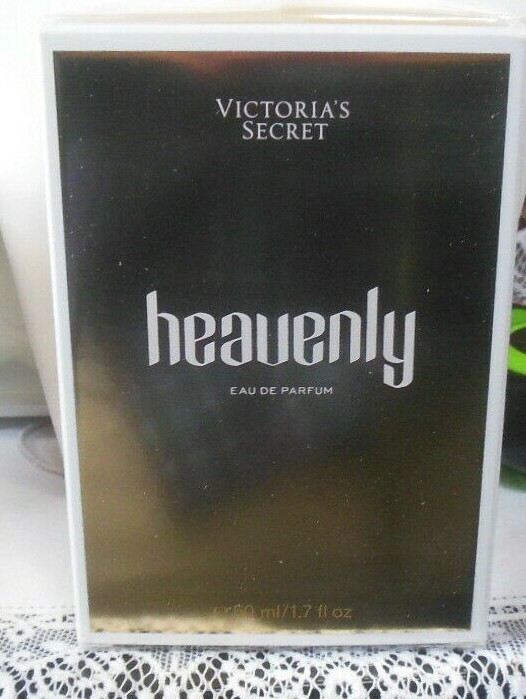 VICTORIA'S
SECRET
heavenly
EAU DE PARFUM
e 50 ml/1.7 fl oz